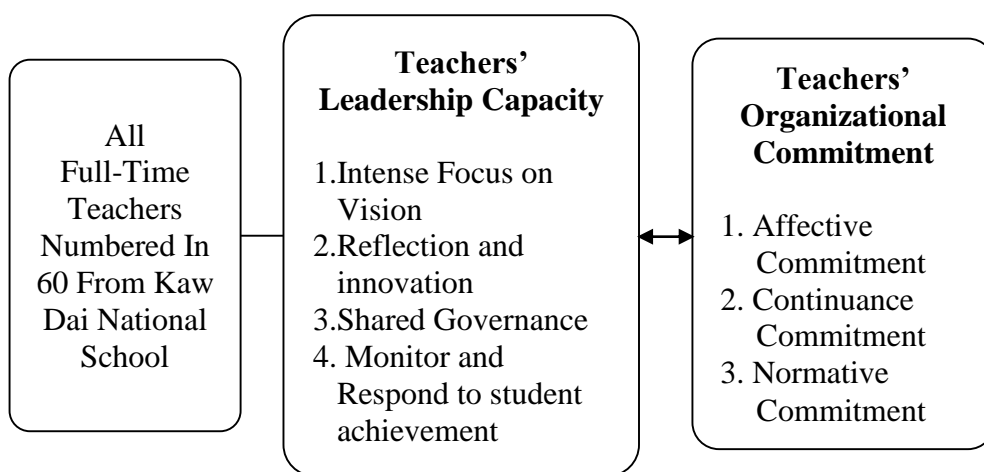 All
Full-Time
Teachers
Numbered In
60 From Kaw
Dai National
School
Teachers’
Leadership Capacity
1.Intense Focus on
Vision
2.Reflection and
innovation
3.Shared Governance
4. Monitor and
Respond to student
achievement
Teachers’
Organizational
Commitment
1. Affective
Commitment
2. Continuance
Commitment
3. Normative
Commitment